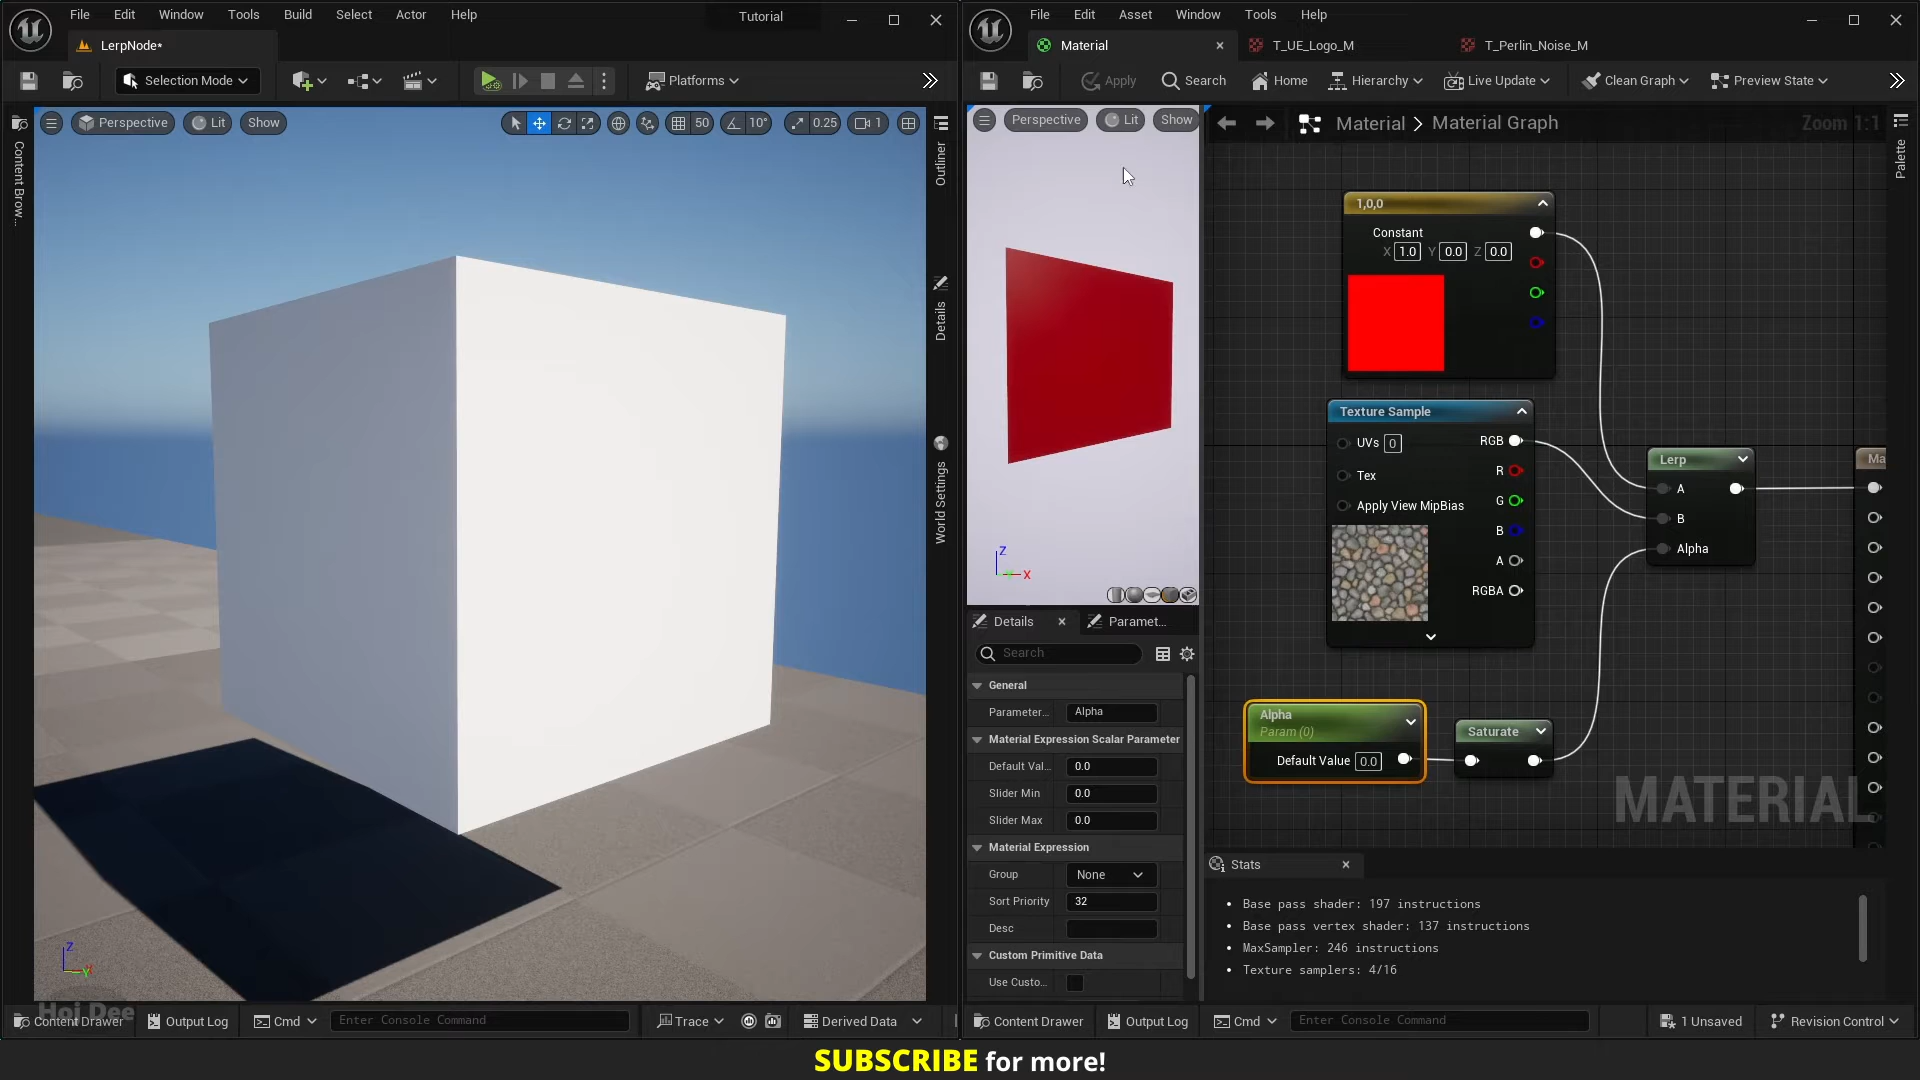 File Edit Window Tools Build Select Actor Help
Tutorial
LerpNode*
Selection Mode
Platforms
Perspective
Lit
Show
50
10°
0.25
1
Content Brow...
Outliner
Details
World Settings
Z
Y
Hoi Dee
Content Drawer
Output Log
Cmd
Enter Console Command
Trace
Derived Data
File Edit Asset Window Tools Help
Material
T_UE_Logo_M
T_Perlin_Noise_M
Apply
Search
Home
Hierarchy
Live Update
Clean Graph
Preview State
Perspective
Lit
Show
Z
X
Material > Material Graph
Zoom 1:1
Palette
1,0,0
Constant
X 1.0 Y 0.0 Z 0.0
Texture Sample
UVs 0
RGB
Tex
R
Apply View MipBias
G
B
A
RGBA
Lerp
A
B
Alpha
Ma
Alpha
Param (0)
Default Value 0.0
Saturate
MATERIAL
Details
Paramet...
Search
General
Parameter... Alpha
Material Expression Scalar Parameter
Default Val... 0.0
Slider Min 0.0
Slider Max 0.0
Material Expression
Group None
Sort Priority 32
Desc
Custom Primitive Data
Use Custo...
Stats
Base pass shader: 197 instructions
Base pass vertex shader: 137 instructions
MaxSampler: 246 instructions
Texture samplers: 4/16
Content Drawer
Output Log
Cmd
Enter Console Command
1 Unsaved
Revision Control
SUBSCRIBE for more!